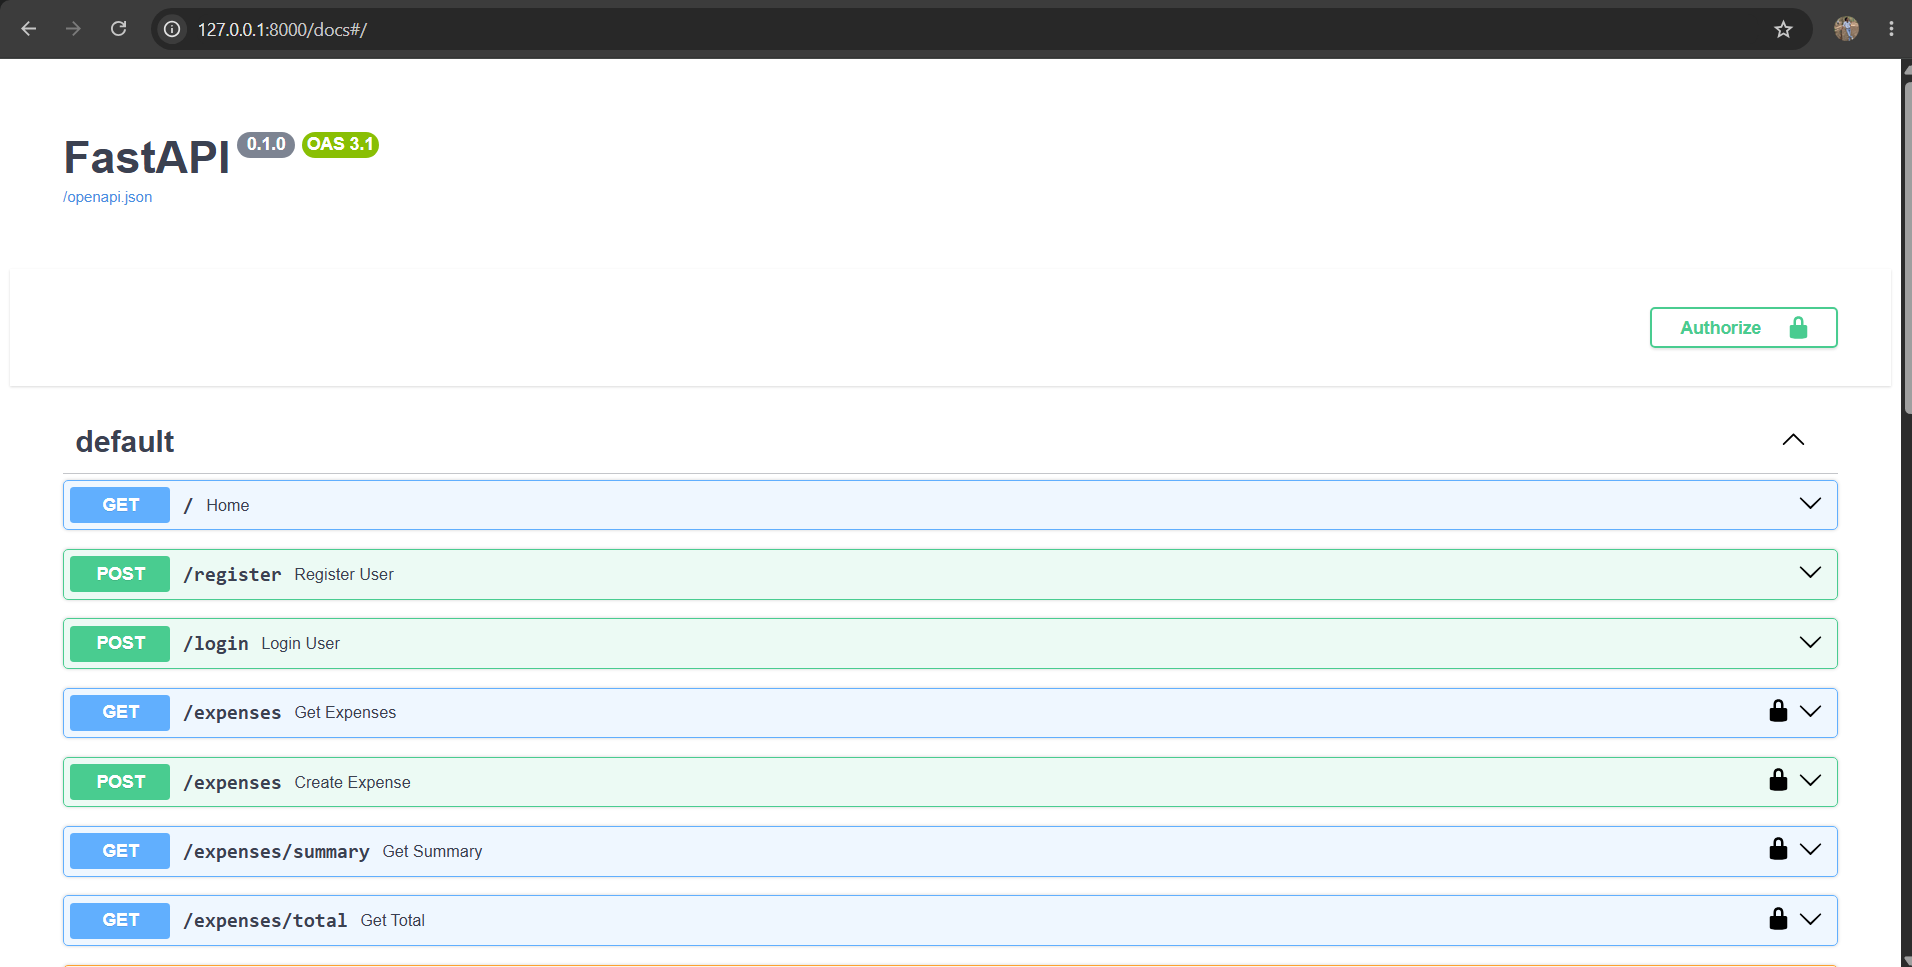 127.0.0.1:8000/docs#/
FastAPI 0.1.0 OAS 3.1
/openapi.json
Authorize
default
GET / Home
POST /register Register User
POST /login Login User
GET /expenses Get Expenses
POST /expenses Create Expense
GET /expenses/summary Get Summary
GET /expenses/total Get Total